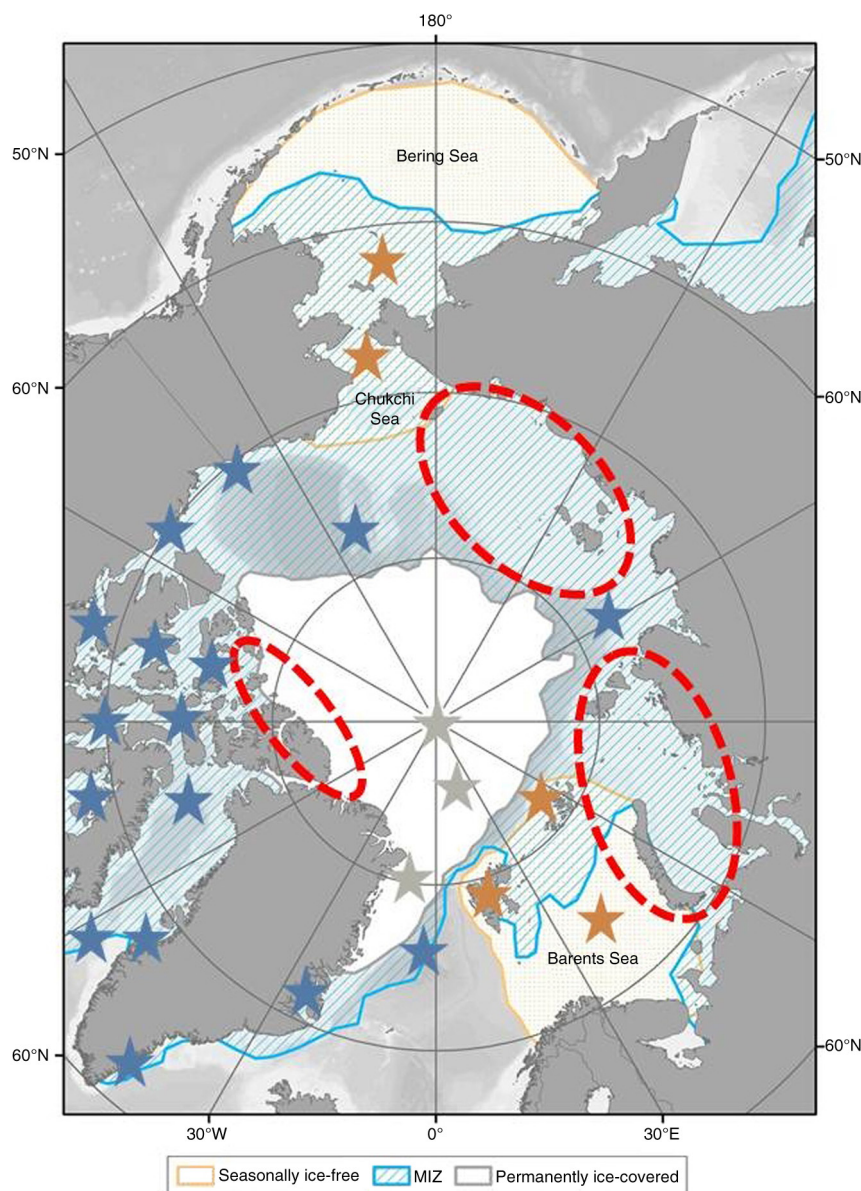 180°
50°N
50°N
Bering Sea
60°N
60°N
Chukchi
Sea
Barents Sea
60°N
60°N
30°W
0°
30°E
Seasonally ice-free
MIZ
Permanently ice-covered